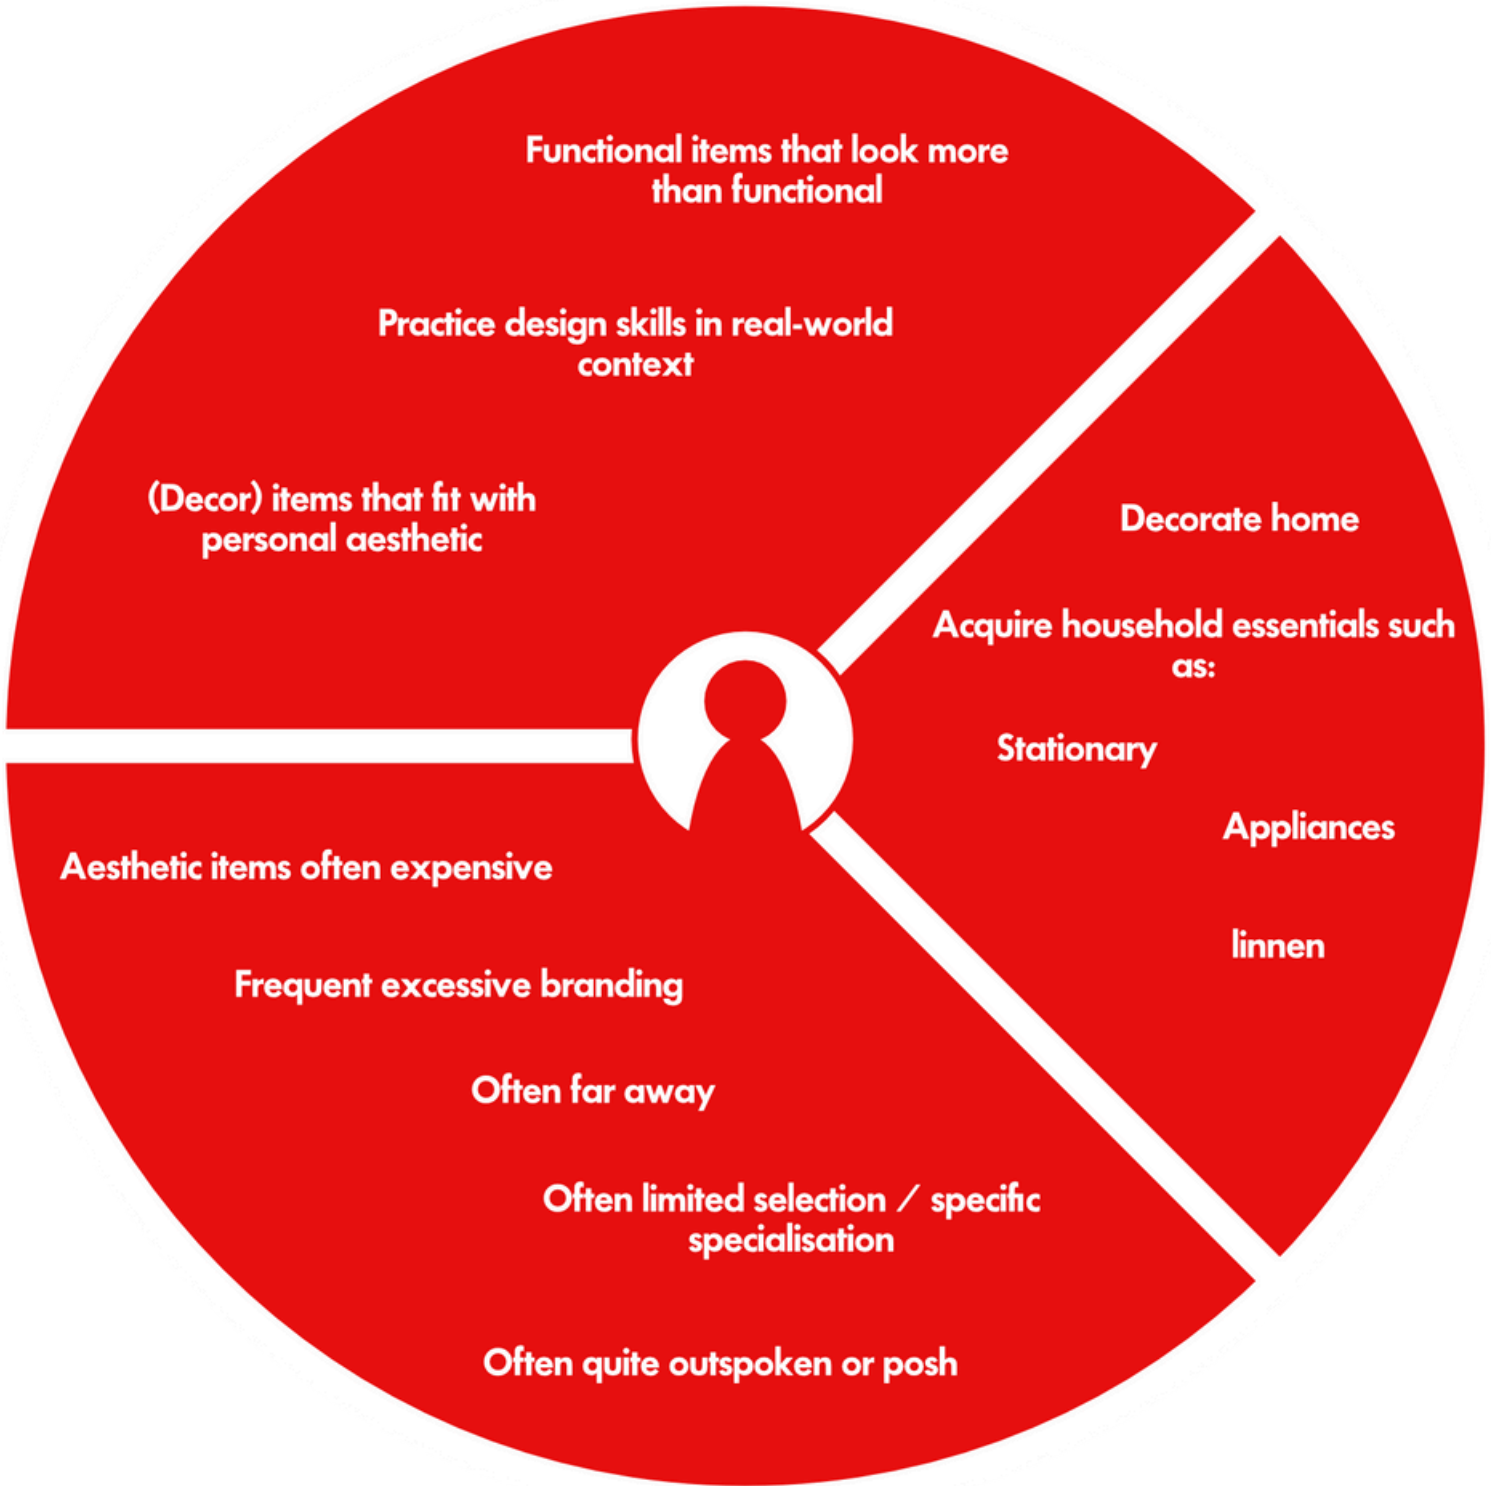 Functional items that look more
than functional
Practice design skills in real-world
context
(Decor) items that fit with
personal aesthetic
Decorate home
Acquire household essentials such
as:
Stationary
Appliances
linnen
Aesthetic items often expensive
Frequent excessive branding
Often far away
Often limited selection / specific
specialisation
Often quite outspoken or posh